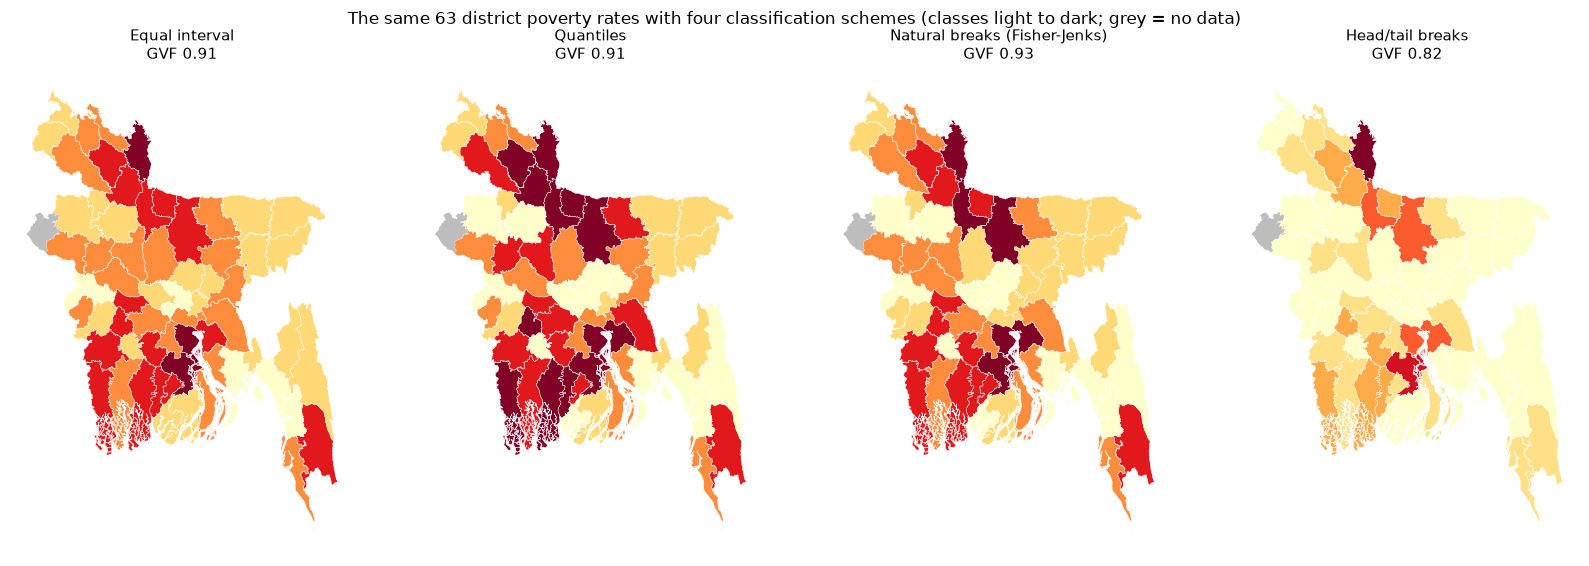 The same 63 district poverty rates with four classification schemes (classes light to dark; grey = no data)
Equal interval
GVF 0.91
Quantiles
GVF 0.91
Natural breaks (Fisher-Jenks)
GVF 0.93
Head/tail breaks
GVF 0.82